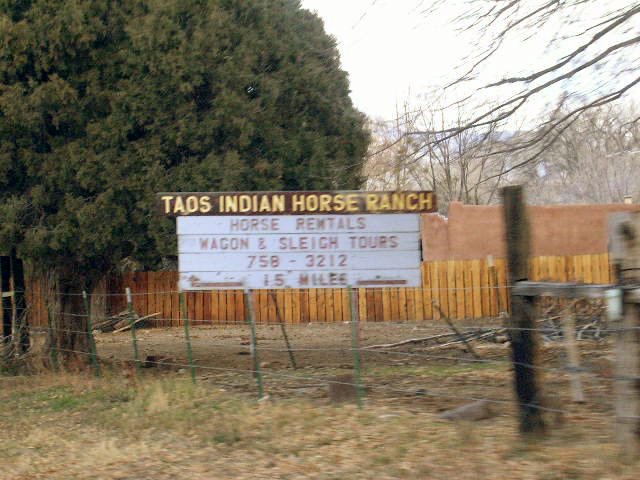 TAOS INDIAN HORSE RANCH
HORSE RENTALS
WAGON & SLEIGH TOURS
758 - 3212
1.5 MILES